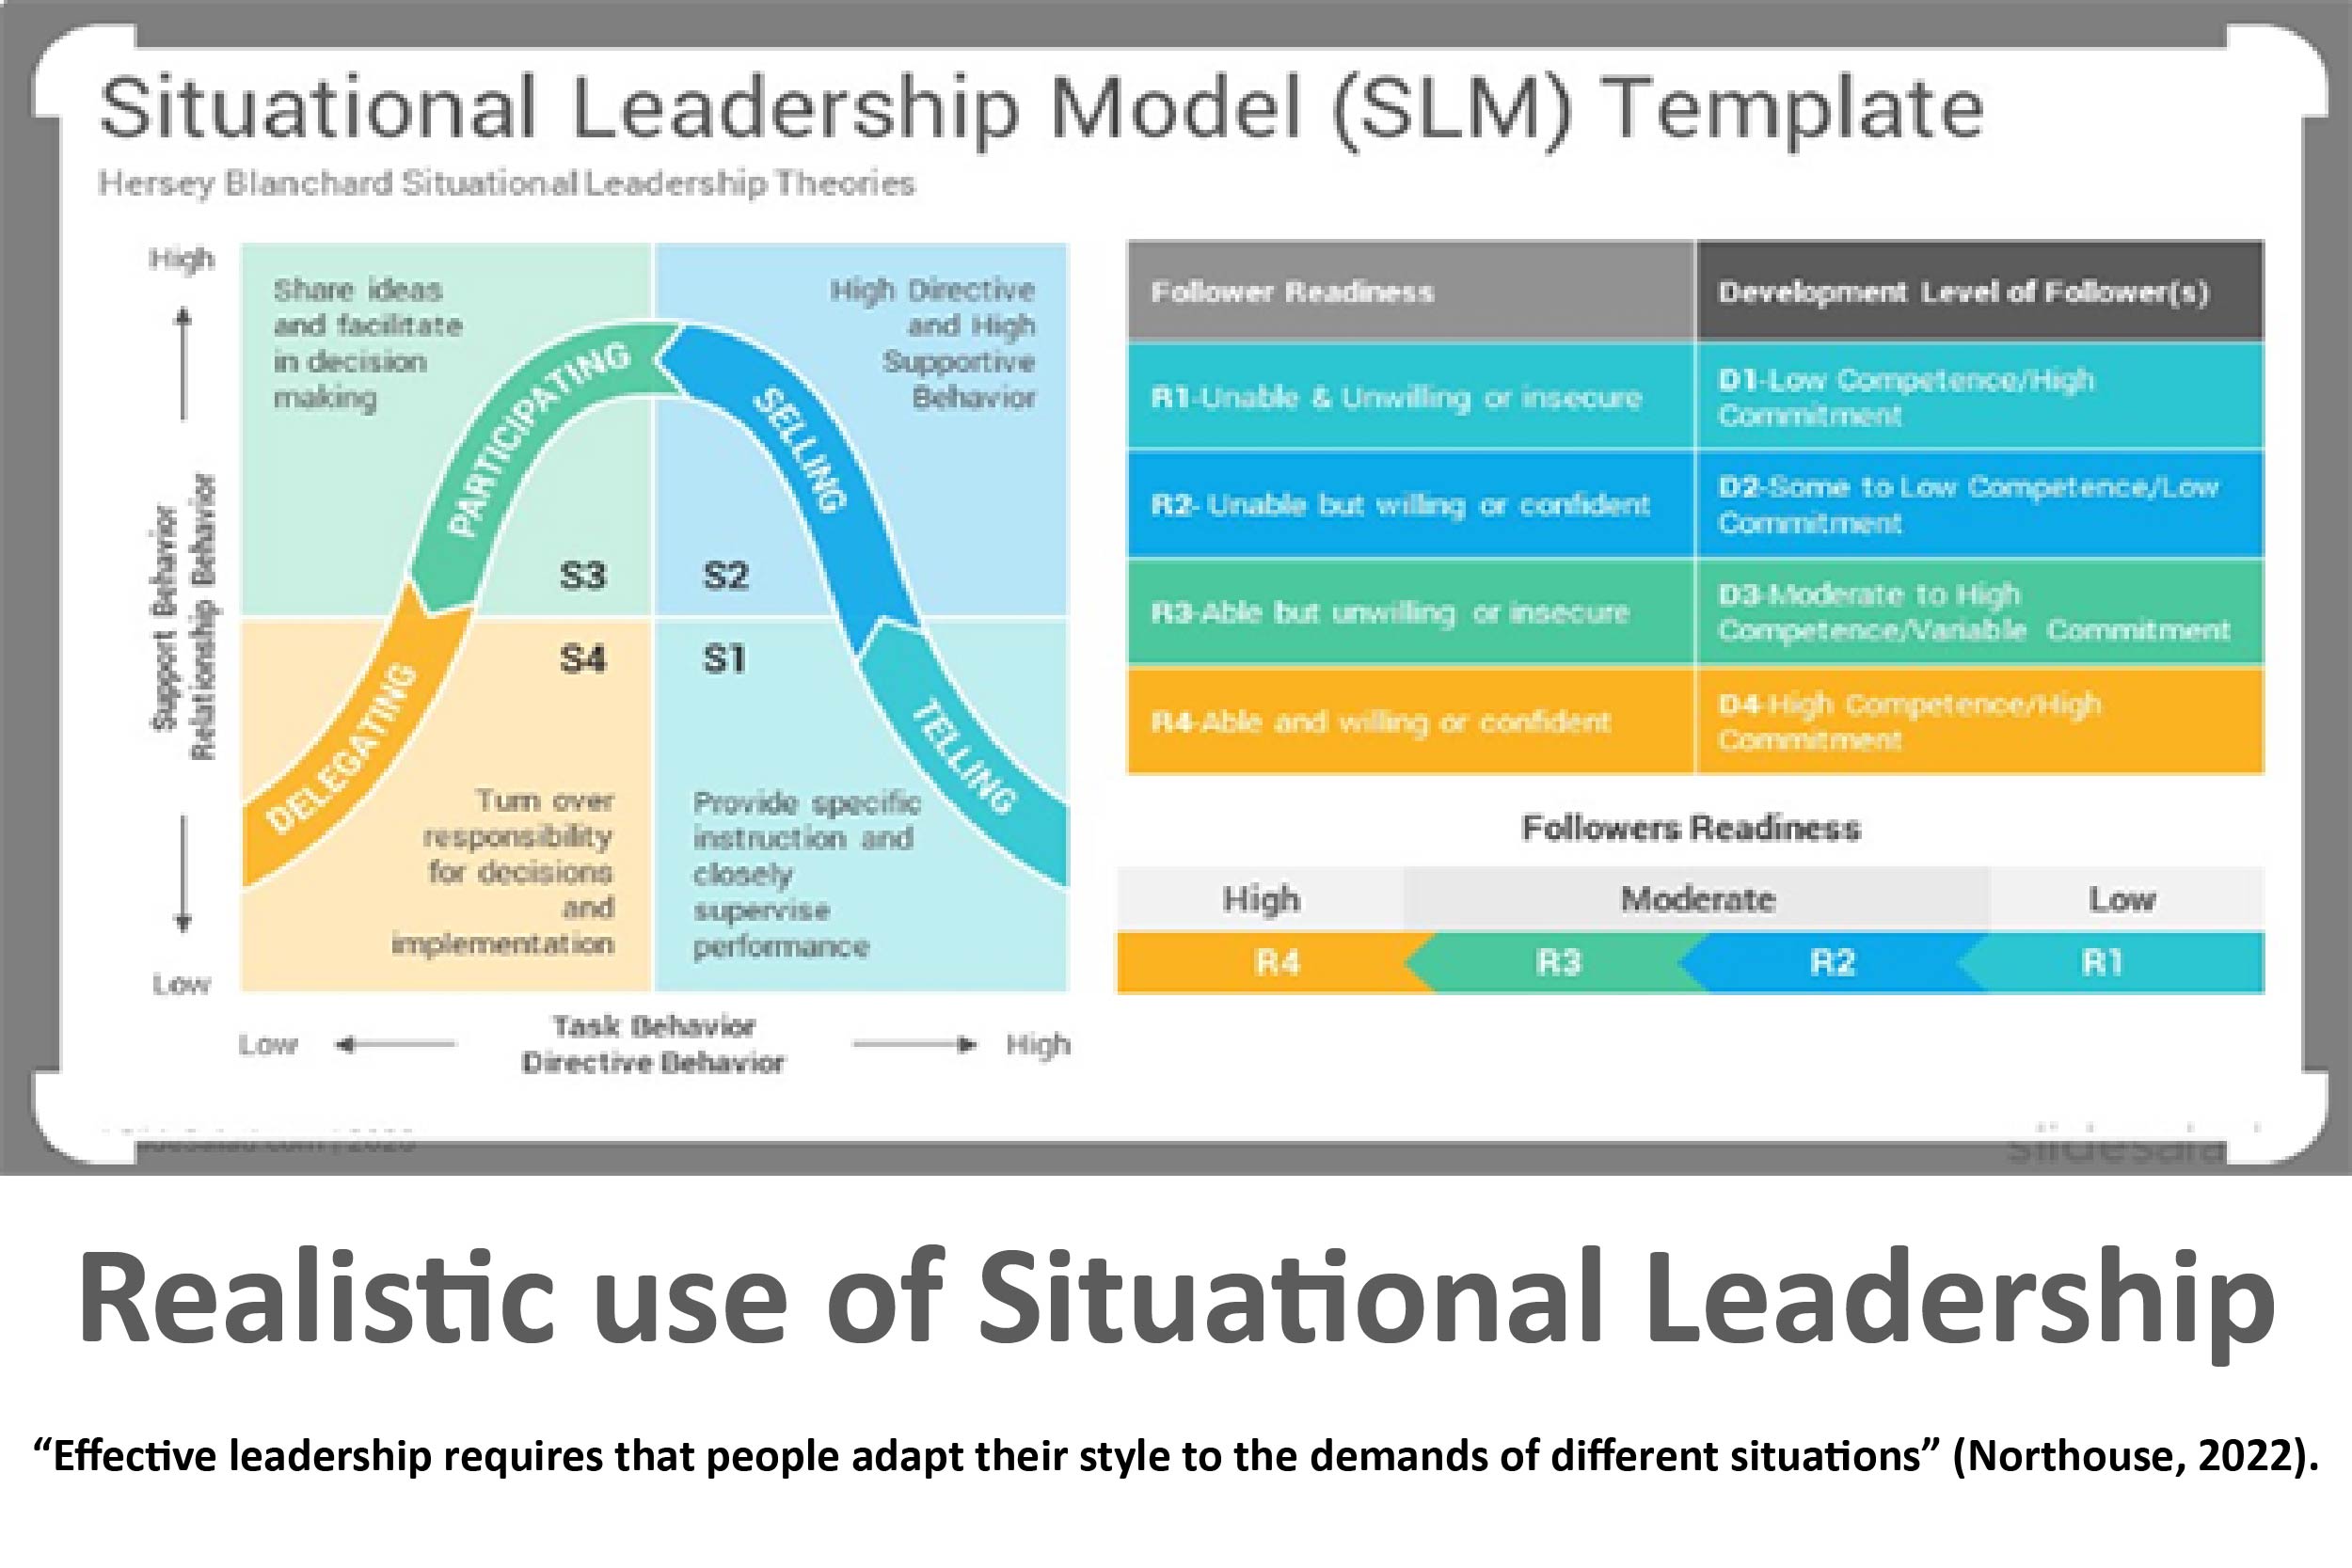 Situational Leadership Model (SLM) Template
Hersey Blanchard Situational Leadership Theories
High
Support Behavior
Relationship Behavior
Low
Share ideas
and facilitate
in decision
making
High Directive
and High
Supportive
Behavior
PARTICIPATING
SELLING
S3
S2
S4
S1
DELEGATING
TELLING
Turn over
responsibility
for decisions
and
implementation
Provide specific
instruction and
closely
supervise
performance
Low
Task Behavior
Directive Behavior
High
Follower Readiness
Development Level of Follower(s)
R1-Unable & Unwilling or insecure
D1-Low Competence/High
Commitment
R2- Unable but willing or confident
D2-Some to Low Competence/Low
Commitment
R3-Able but unwilling or insecure
D3-Moderate to High
Competence/Variable Commitment
R4-Able and willing or confident
D4-High Competence/High
Commitment
Followers Readiness
High
Moderate
Low
R4
R3
R2
R1
Realistic use of Situational Leadership
“Effective leadership requires that people adapt their style to the demands of different situations” (Northouse, 2022).